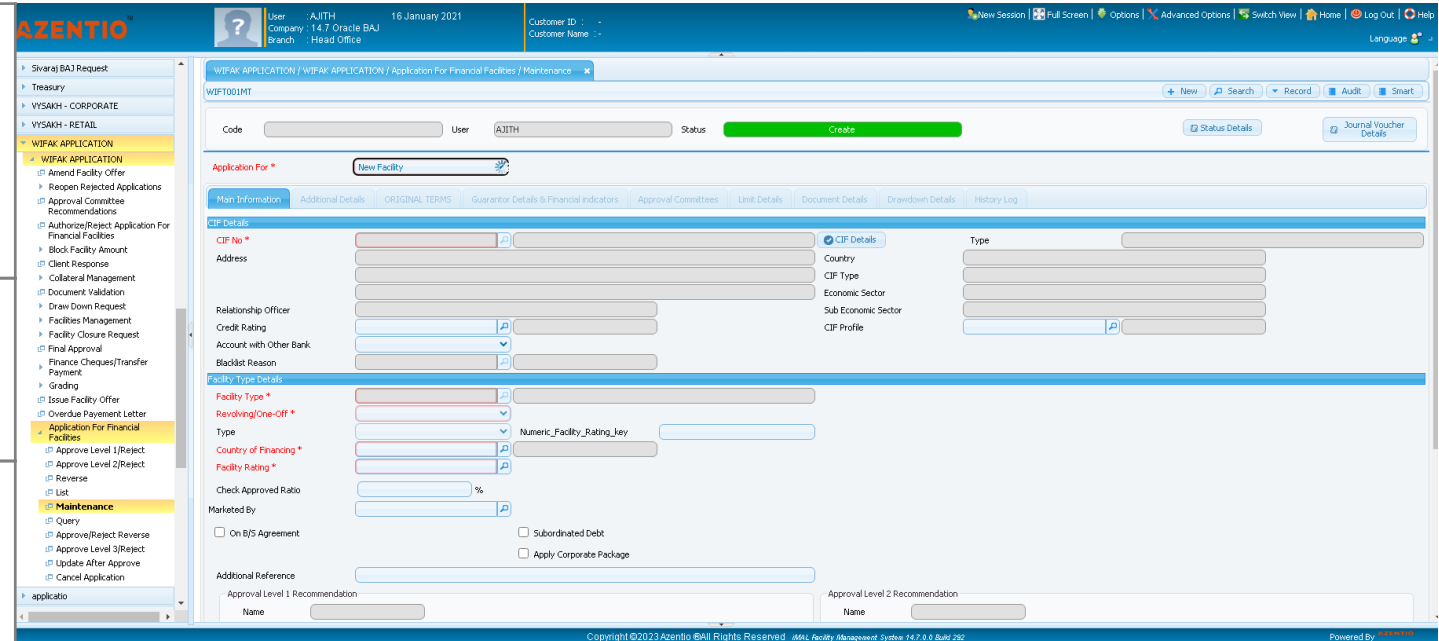 AZENTIO
?
User : AJITH 16 January 2021
Company : 14.7 Oracle BAJ
Branch : Head Office
Customer ID : -
Customer Name : -
New Session | Full Screen | Options | Advanced Options | Switch View | Home | Log Out | Help
Language
Sivaraj BAJ Request
Treasury
VYSAKH - CORPORATE
VYSAKH - RETAIL
WIFAK APPLICATION
WIFAK APPLICATION
Amend Facility Offer
Reopen Rejected Applications
Approval Committee
Recommendations
Authorize/Reject Application For
Financial Facilities
Block Facility Amount
Client Response
Collateral Management
Document Validation
Draw Down Request
Facilities Management
Facility Closure Request
Final Approval
Finance Cheques/Transfer
Payment
Grading
Issue Facility Offer
Overdue Payement Letter
Application For Financial
Facilities
Approve Level 1/Reject
Approve Level 2/Reject
Reverse
List
Maintenance
Query
Approve/Reject Reverse
Approve Level 3/Reject
Update After Approve
Cancel Application
applicatio
WIFAK APPLICATION / WIFAK APPLICATION / Application For Financial Facilities / Maintenance x
WIFT001MT
+ New Search Record Audit Smart
Code User AJITH Status Create Status Details Journal Voucher
Details
Application For * New Facility
Main Information Additional Details ORIGINAL TERMS Guarantor Details & Financial indicators Approval Committees Limit Details Document Details Drawdown Details History Log
CIF Details
CIF No * CIF Details Type
Address Country
CIF Type
Economic Sector
Relationship Officer Sub Economic Sector
Credit Rating CIF Profile
Account with Other Bank
Blacklist Reason
Facility Type Details
Facility Type *
Revolving/One-Off *
Type Numeric_Facility_Rating_key
Country of Financing *
Facility Rating *
Check Approved Ratio %
Marketed By
On B/S Agreement Subordinated Debt
Apply Corporate Package
Additional Reference
Approval Level 1 Recommendation Approval Level 2 Recommendation
Name Name
Copyright ©2023 Azentio ®All Rights Reserved iMAL Facility Management System 14.7.0.0 Build 292
Powered By AZENTIO